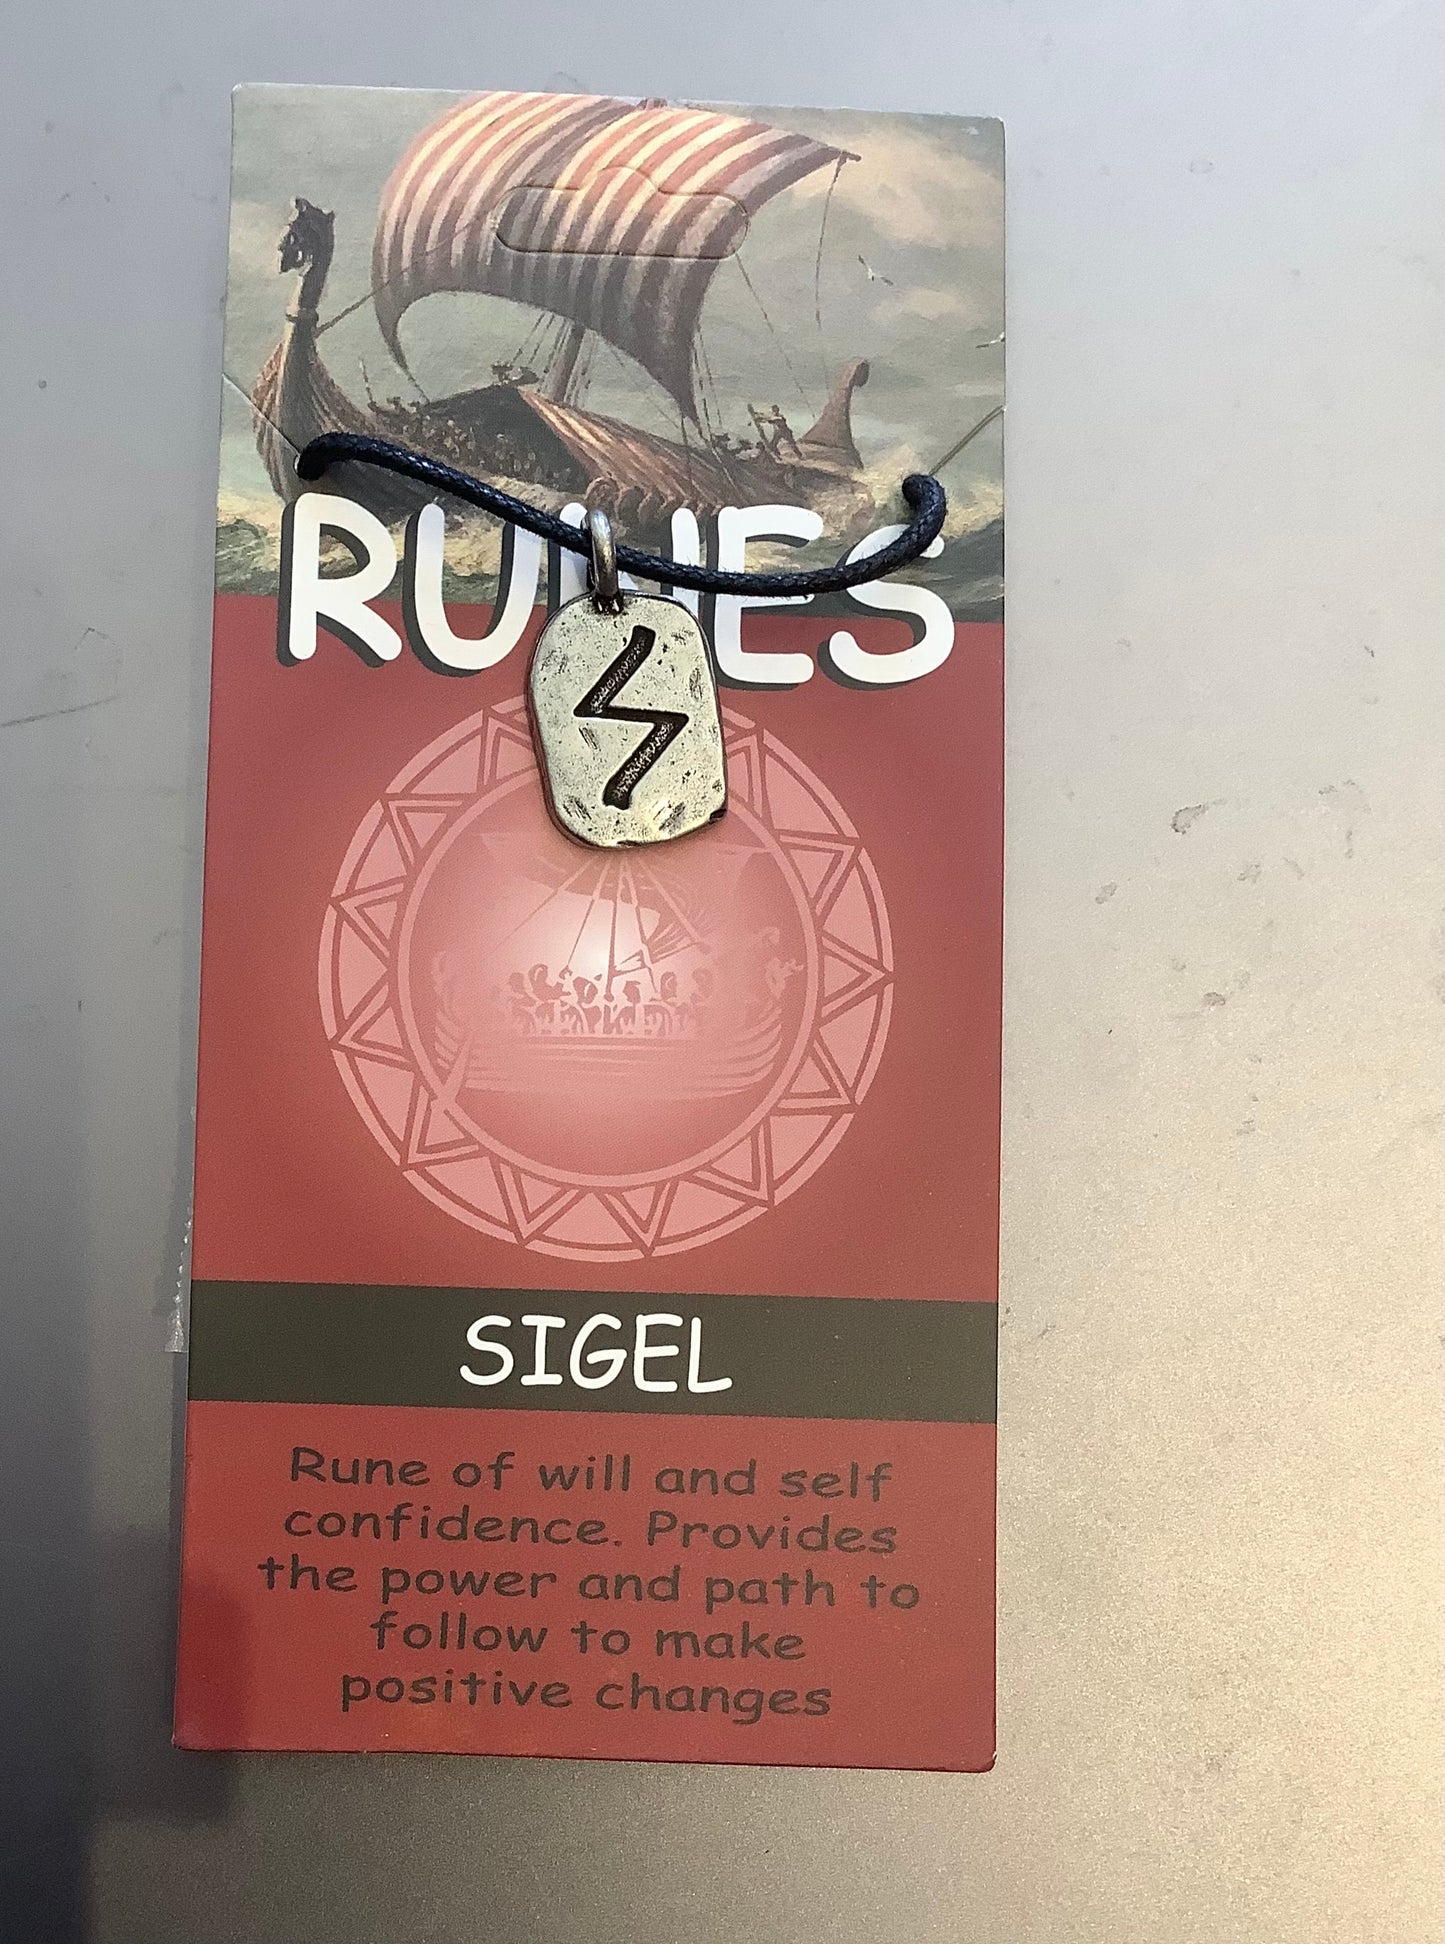 RUNES
ᛋ
SIGEL
Rune of will and self
confidence. Provides
the power and path to
follow to make
positive changes